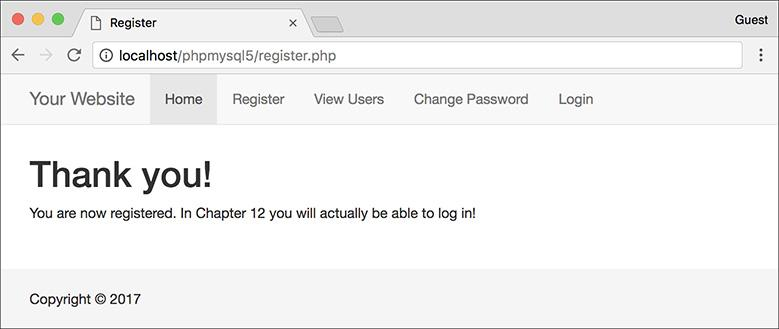 Register
Guest
localhost/phpmysql5/register.php
Your Website Home Register View Users Change Password Login
Thank you!
You are now registered. In Chapter 12 you will actually be able to log in!
Copyright © 2017